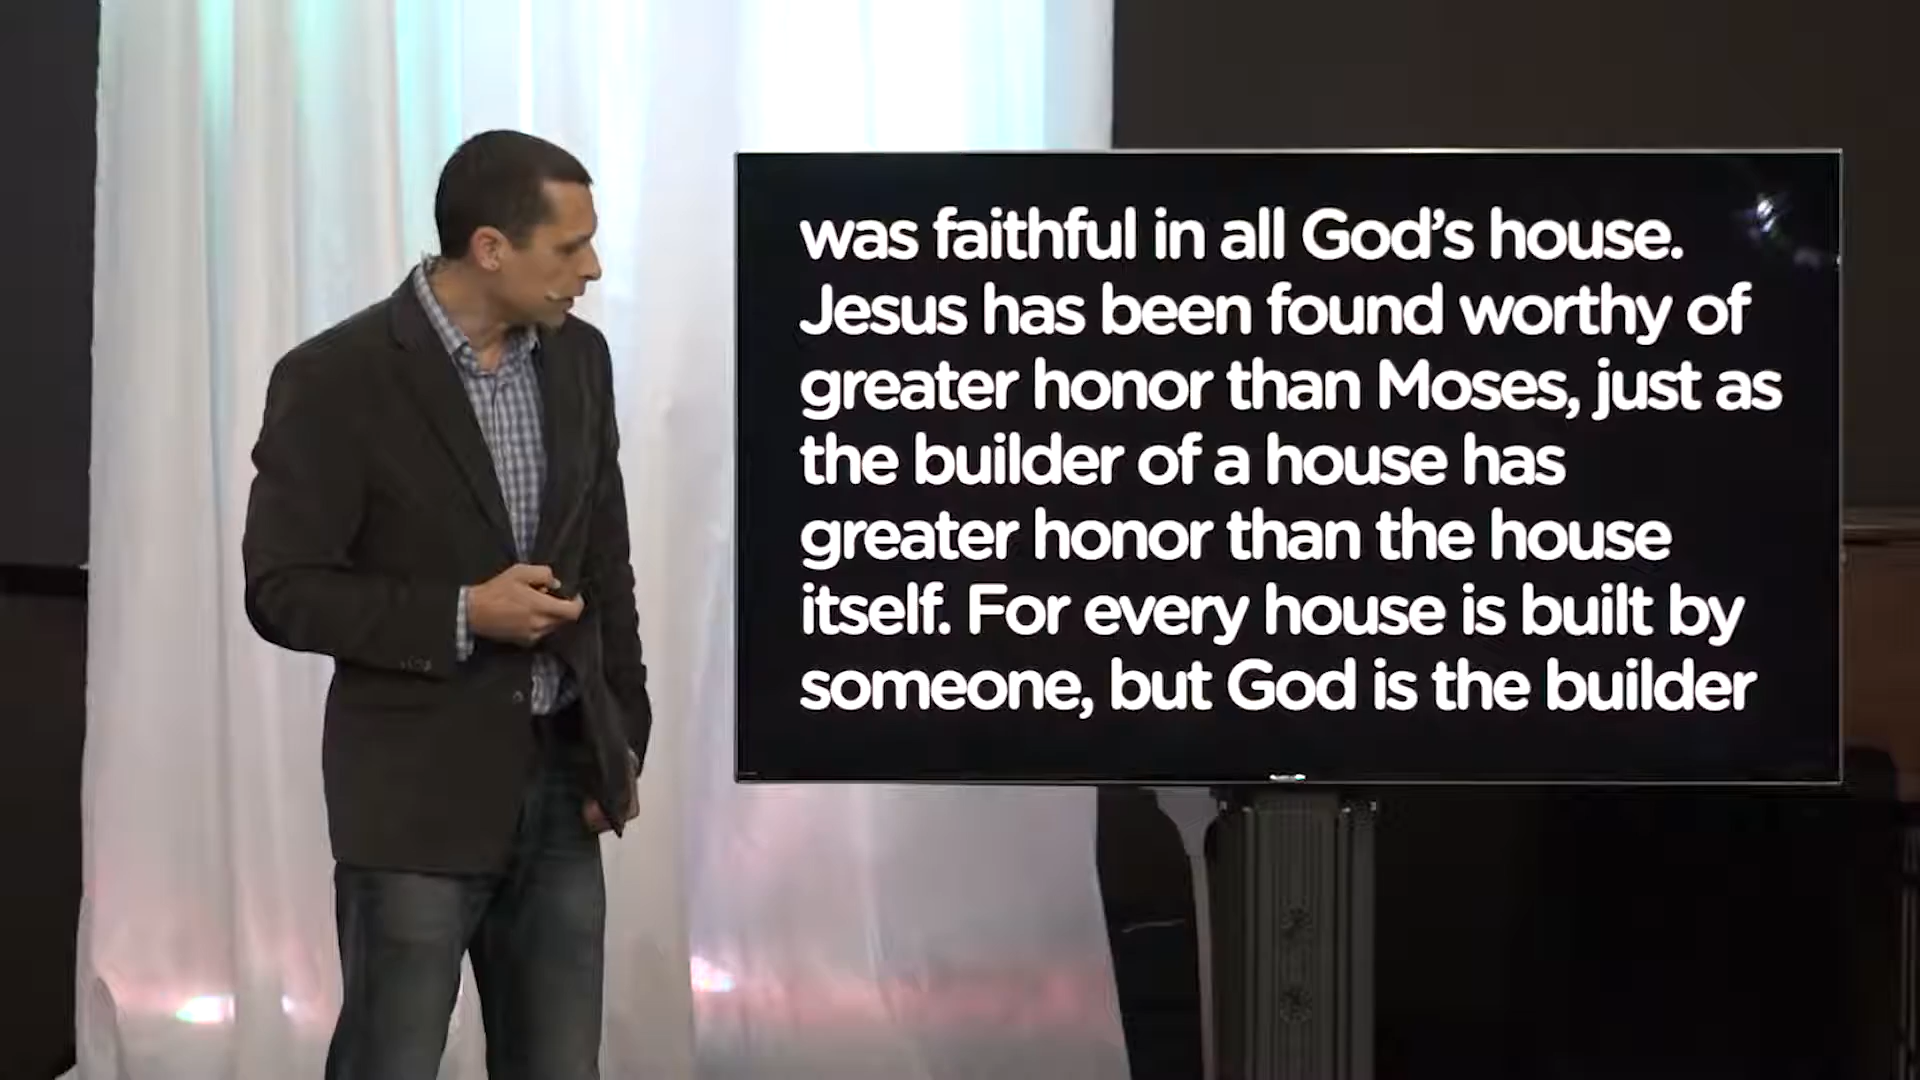 was faithful in all God's house.
Jesus has been found worthy of
greater honor than Moses, just as
the builder of a house has
greater honor than the house
itself. For every house is built by
someone, but God is the builder